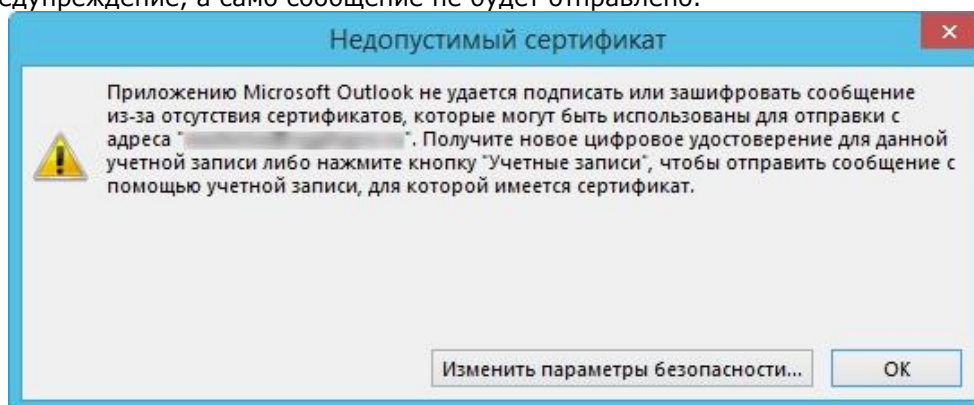 едупреждение, а само сообщение не будет отправлено.
Недопустимый сертификат
Приложению Microsoft Outlook не удается подписать или зашифровать сообщение
из-за отсутствия сертификатов, которые могут быть использованы для отправки с
адреса " ". Получите новое цифровое удостоверение для данной
учетной записи либо нажмите кнопку "Учетные записи", чтобы отправить сообщение с
помощью учетной записи, для которой имеется сертификат.
Изменить параметры безопасности...
ОК